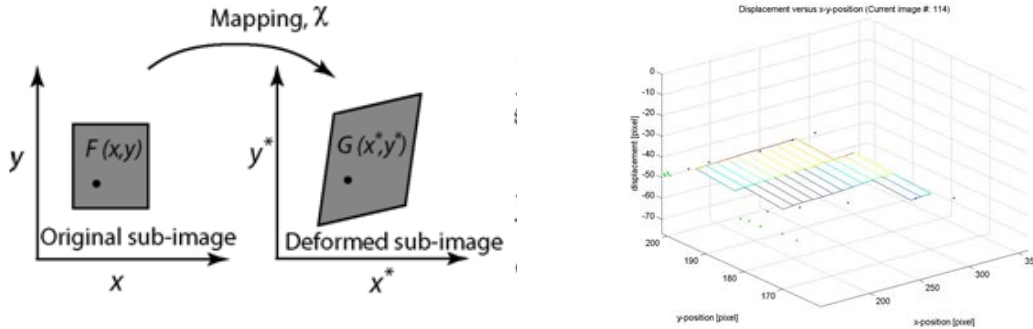 Mapping, χ
y
F(x,y)
Original sub-image
x
y*
G(x*,y*)
Deformed sub-image
x*
Displacement versus x-y-position (Current image #: 114)
displacement [pixel]
0
-10
-20
-30
-40
-50
-60
-70
200
190
180
170
y-position [pixel]
200
250
300
x-position [pixel]